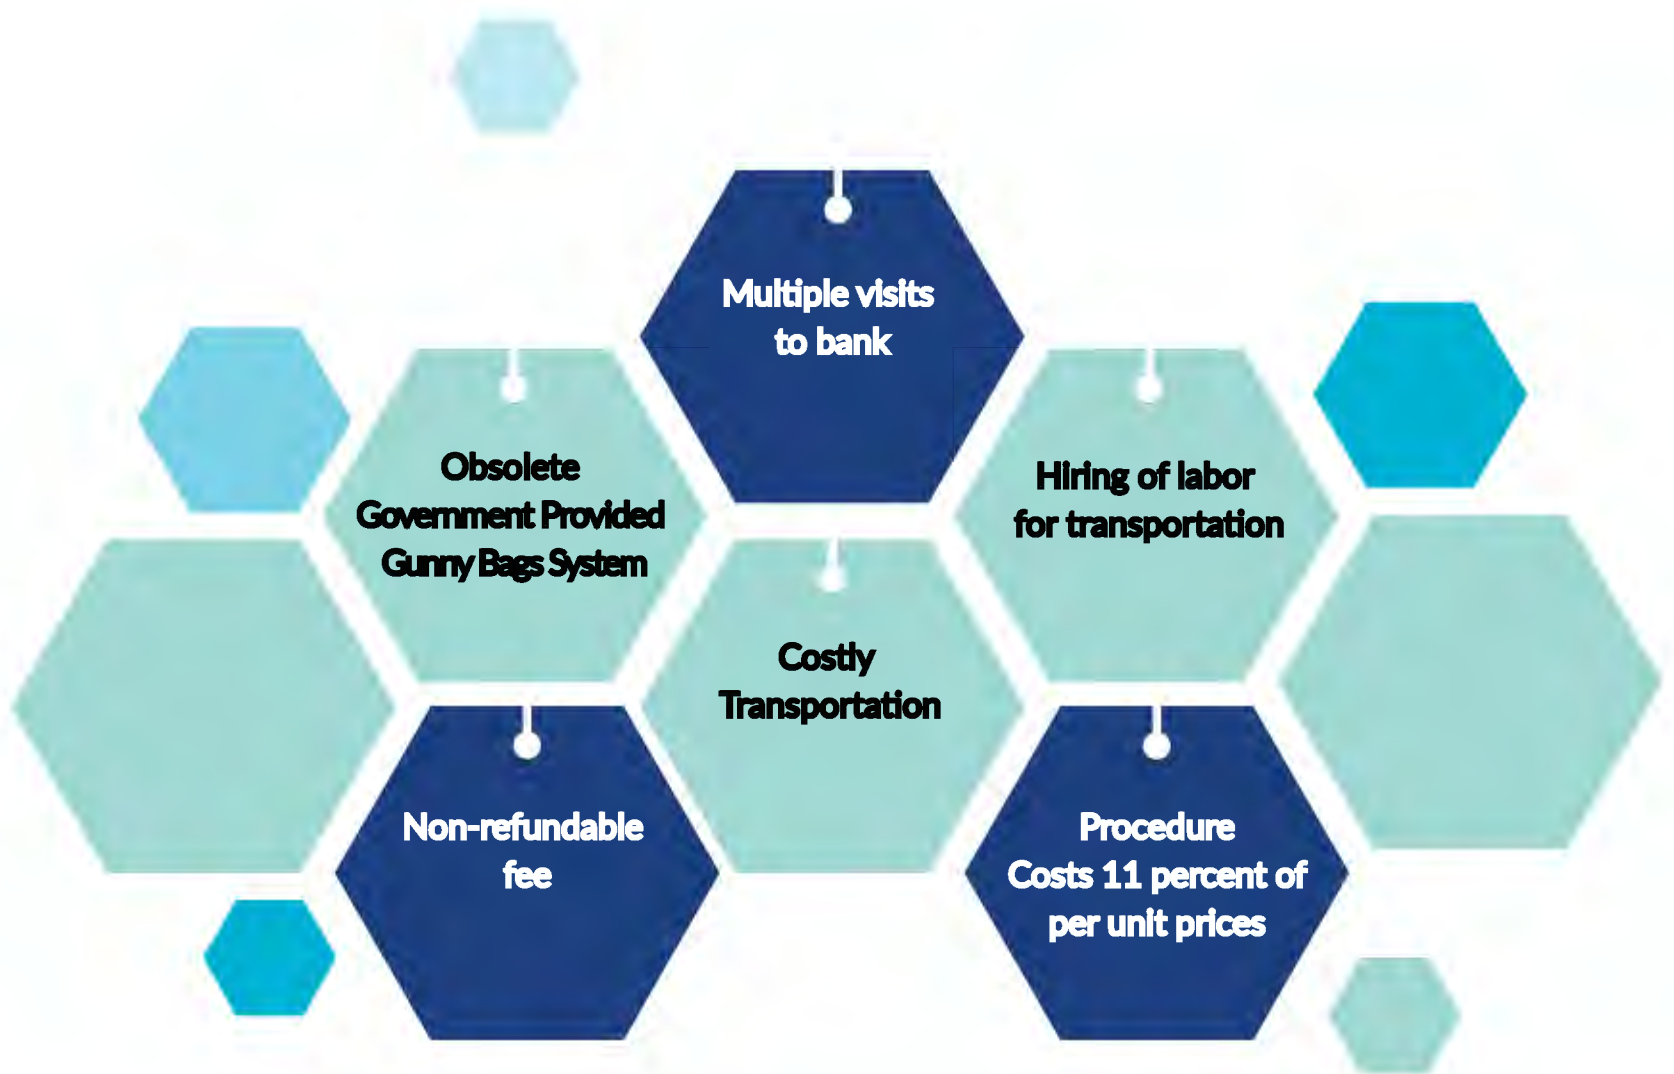 Multiple visits
to bank
Obsolete
Government Provided
Gunny Bags System
Hiring of labor
for transportation
Costly
Transportation
Non-refundable
fee
Procedure
Costs 11 percent of
per unit prices